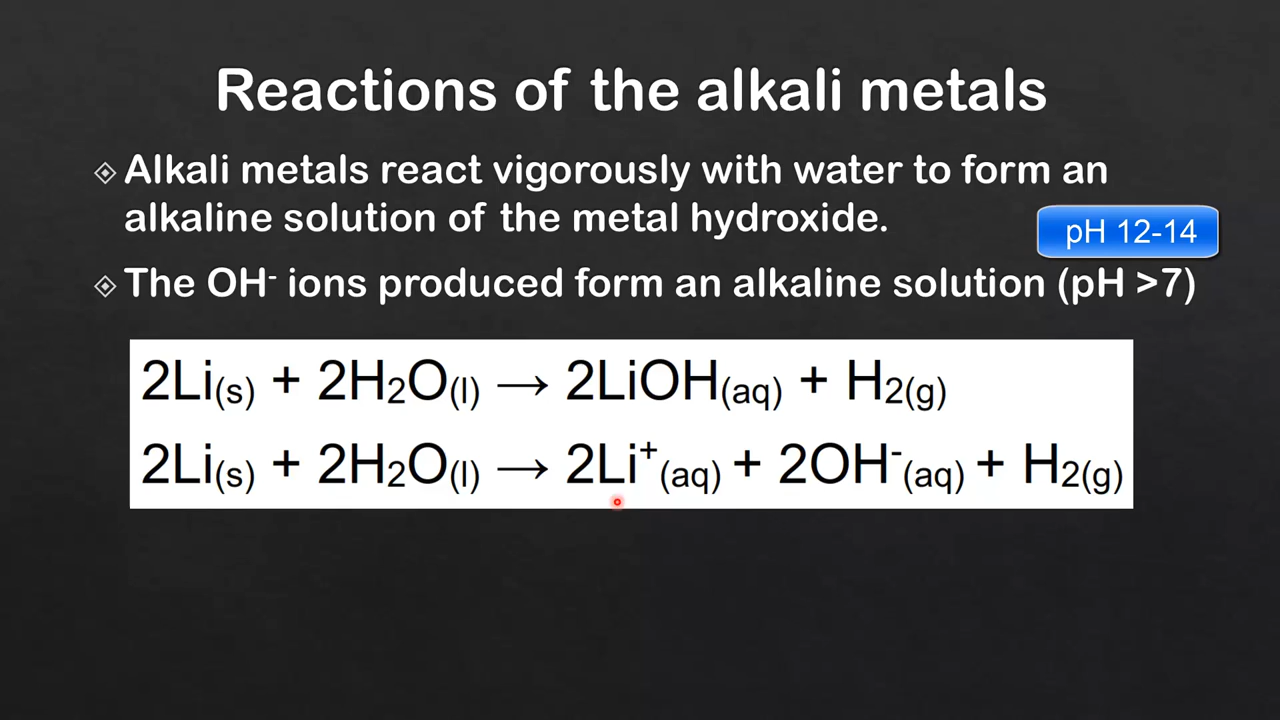 Reactions of the alkali metals
Alkali metals react vigorously with water to form an
alkaline solution of the metal hydroxide.
pH 12-14
The OH⁻ ions produced form an alkaline solution (pH >7)
2Li(s) + 2H₂O(l) → 2LiOH(aq) + H₂(g)
2Li(s) + 2H₂O(l) → 2Li⁺(aq) + 2OH⁻(aq) + H₂(g)